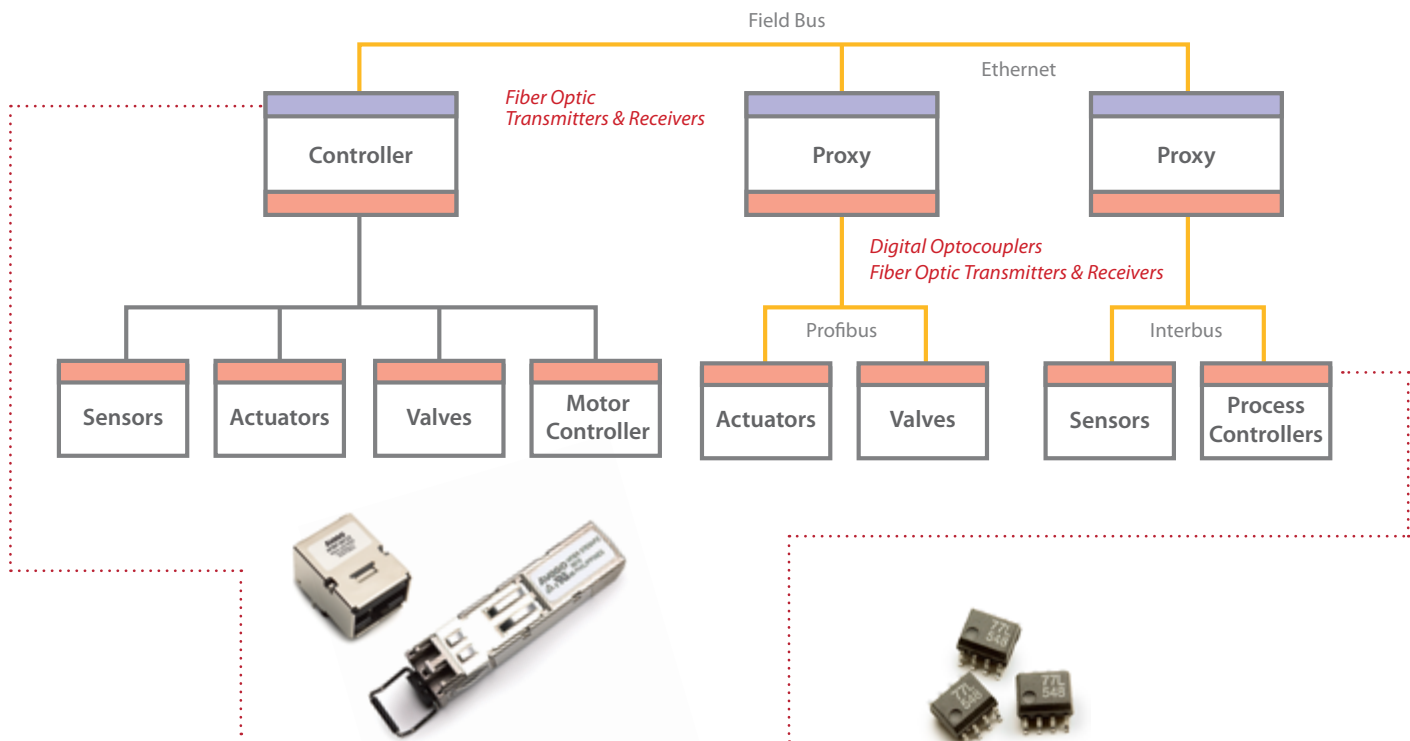 Field Bus
Ethernet
Fiber Optic
Transmitters & Receivers
Controller
Proxy
Proxy
Digital Optocouplers
Fiber Optic Transmitters & Receivers
Profibus
Interbus
Sensors
Actuators
Valves
Motor
Controller
Actuators
Valves
Sensors
Process
Controllers
AVAGO
77L
548
77L
548
77L
548